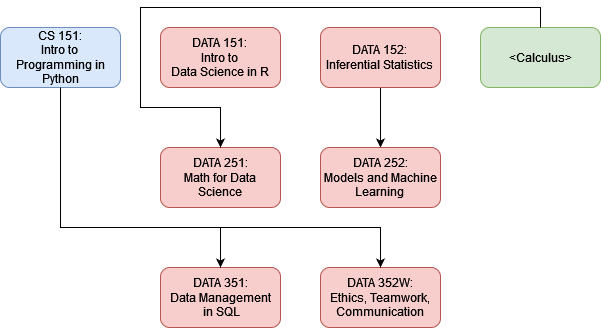 CS 151:
Intro to
Programming in
Python
DATA 151:
Intro to
Data Science in R
DATA 152:
Inferential Statistics
<Calculus>
DATA 251:
Math for Data
Science
DATA 252:
Models and Machine
Learning
DATA 351:
Data Management
in SQL
DATA 352W:
Ethics, Teamwork,
Communication